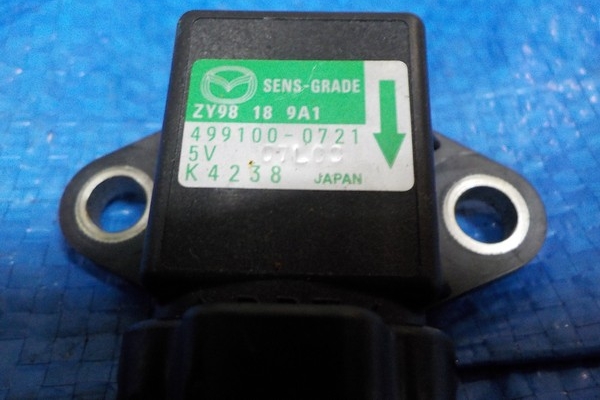 SENS-GRADE
ZY98 18 9A1
499100-0721
5V
K4238 JAPAN